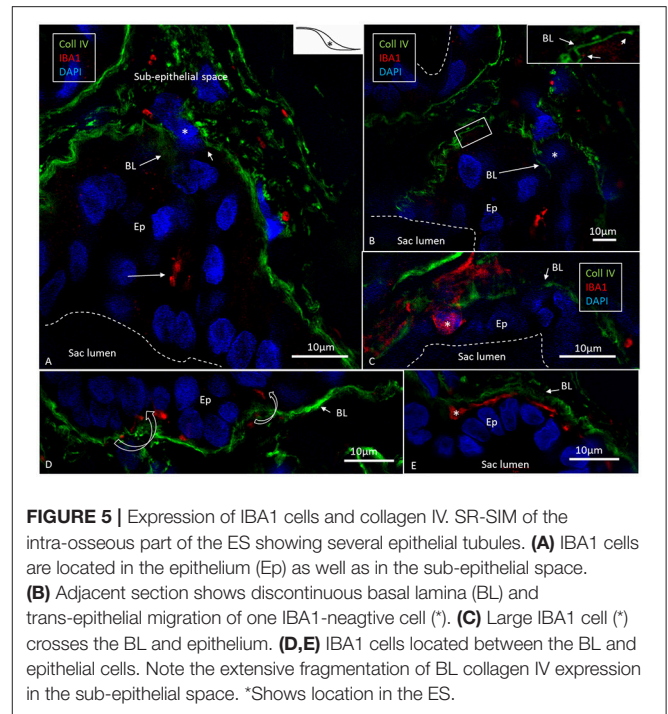 Coll IV
IBA1
DAPI
Sub-epithelial space
*
*
BL
Ep
Sac lumen
A
10µm
Coll IV
IBA1
DAPI
BL
*
BL
Ep
Sac lumen
B
10µm
BL
Coll IV
IBA1
DAPI
*
Ep
Sac lumen
C
10µm
Ep
BL
D
10µm
BL
*
Ep
Sac lumen
E
10µm
FIGURE 5 | Expression of IBA1 cells and collagen IV. SR-SIM of the
intra-osseous part of the ES showing several epithelial tubules. (A) IBA1 cells
are located in the epithelium (Ep) as well as in the sub-epithelial space.
(B) Adjacent section shows discontinuous basal lamina (BL) and
trans-epithelial migration of one IBA1-neagtive cell (*). (C) Large IBA1 cell (*)
crosses the BL and epithelium. (D,E) IBA1 cells located between the BL and
epithelial cells. Note the extensive fragmentation of BL collagen IV expression
in the sub-epithelial space. *Shows location in the ES.